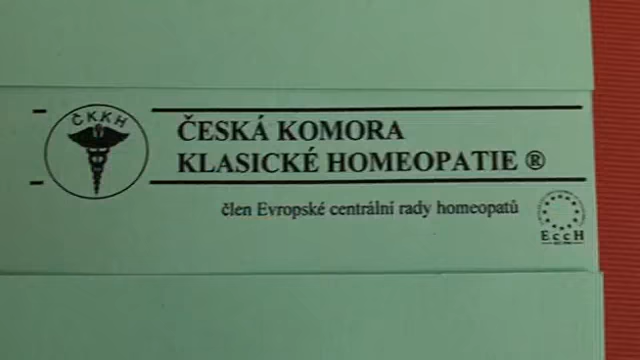 ČKKH
ČESKÁ KOMORA
KLASICKÉ HOMEOPATIE ®
člen Evropské centrální rady homeopatů
EccH